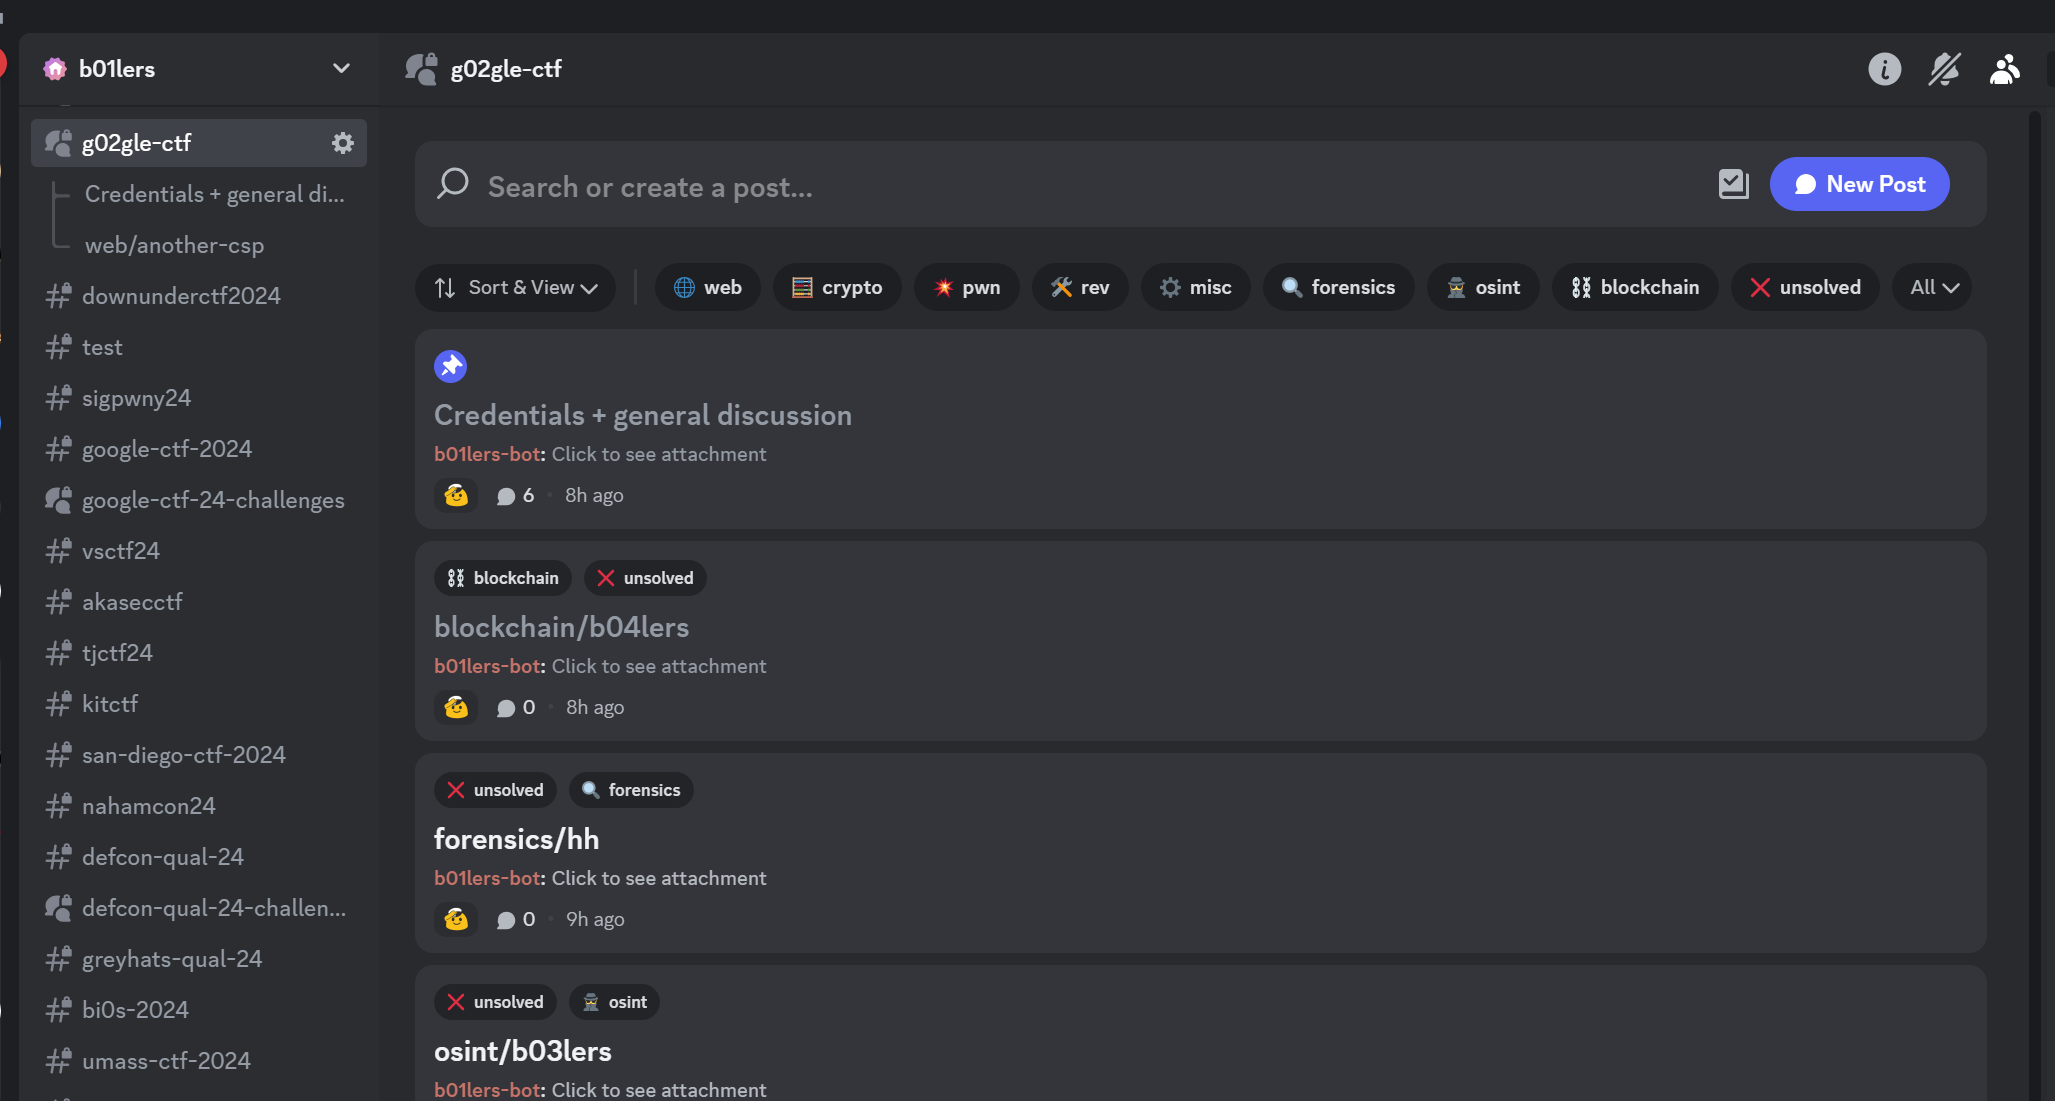 b01lers
g02gle-ctf
Credentials + general di...
web/another-csp
downunderctf2024
test
sigpwny24
google-ctf-2024
google-ctf-24-challenges
vsctf24
akasecctf
tjctf24
kitctf
san-diego-ctf-2024
nahamcon24
defcon-qual-24
defcon-qual-24-challen...
greyhats-qual-24
bi0s-2024
umass-ctf-2024
g02gle-ctf
Search or create a post...
New Post
Sort & View web crypto pwn rev misc forensics osint blockchain unsolved All
Credentials + general discussion
b01lers-bot: Click to see attachment
6 · 8h ago
blockchain unsolved
blockchain/b04lers
b01lers-bot: Click to see attachment
0 · 8h ago
unsolved forensics
forensics/hh
b01lers-bot: Click to see attachment
0 · 9h ago
unsolved osint
osint/b03lers
b01lers-bot: Click to see attachment